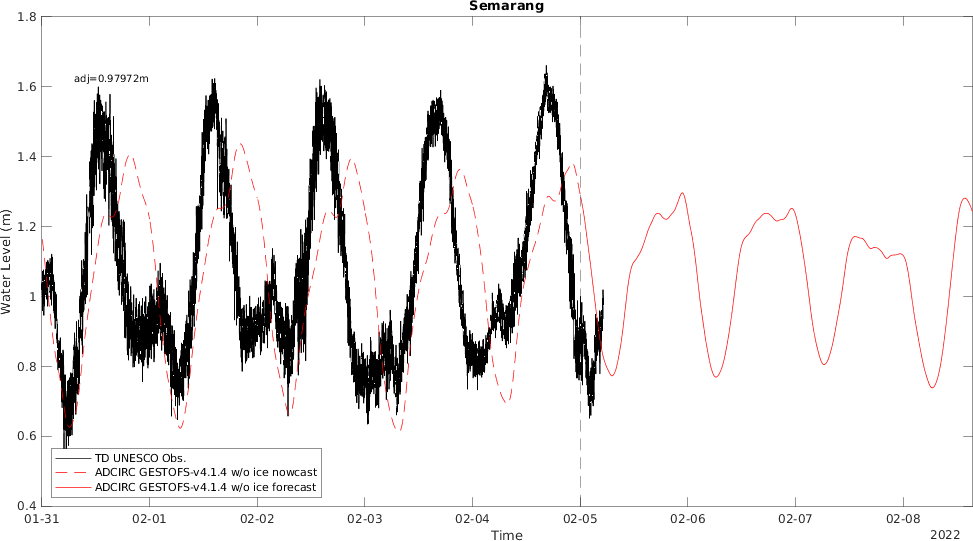 Semarang
1.8
adj=0.97972m
1.6
1.4
1.2
1
0.8
0.6
0.4
Water Level (m)
TD UNESCO Obs.
ADCIRC GESTOFS-v4.1.4 w/o ice nowcast
ADCIRC GESTOFS-v4.1.4 w/o ice forecast
01-31 02-01 02-02 02-03 02-04 02-05 02-06 02-07 02-08
Time
2022